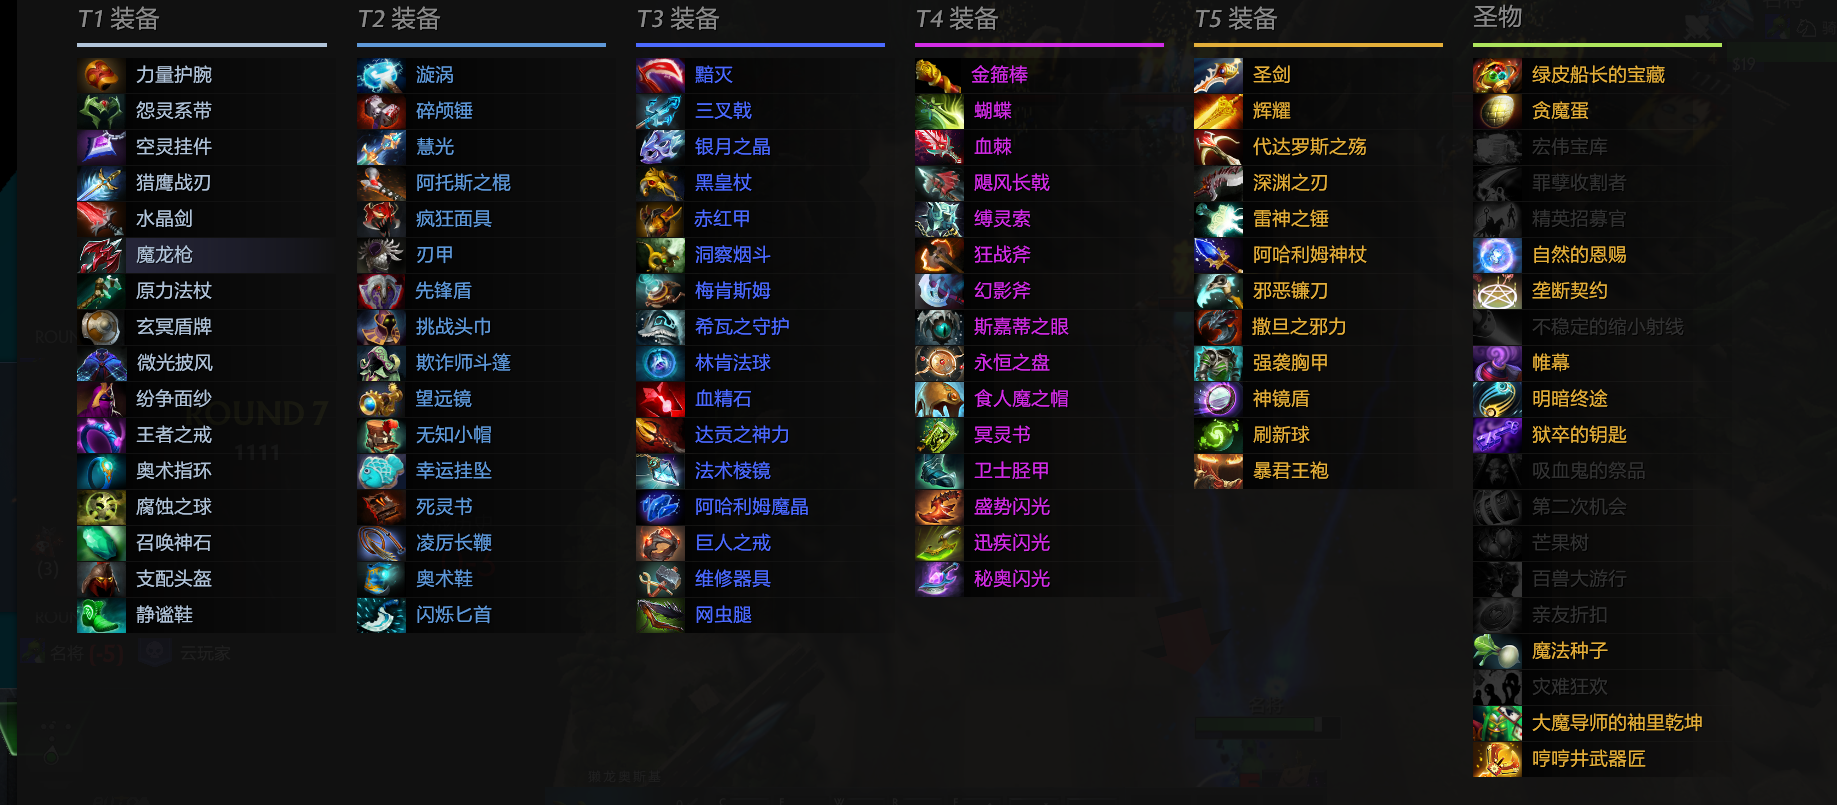 T1 装备
力量护腕
怨灵系带
空灵挂件
猎鹰战刃
水晶剑
魔龙枪
原力法杖
玄冥盾牌
微光披风
纷争面纱
王者之戒
奥术指环
腐蚀之球
召唤神石
支配头盔
静谧鞋
T2 装备
漩涡
碎颅锤
慧光
阿托斯之棍
疯狂面具
刃甲
先锋盾
挑战头巾
欺诈师斗篷
望远镜
无知小帽
幸运挂坠
死灵书
凌厉长鞭
奥术鞋
闪烁匕首
T3 装备
黯灭
三叉戟
银月之晶
黑皇杖
赤红甲
洞察烟斗
梅肯斯姆
希瓦之守护
林肯法球
血精石
达贡之神力
法术棱镜
阿哈利姆魔晶
巨人之戒
维修器具
网虫腿
T4 装备
金箍棒
蝴蝶
血棘
飓风长戟
缚灵索
狂战斧
幻影斧
斯嘉蒂之眼
永恒之盘
食人魔之帽
冥灵书
卫士胫甲
盛势闪光
迅疾闪光
秘奥闪光
T5 装备
圣剑
辉耀
代达罗斯之殇
深渊之刃
雷神之锤
阿哈利姆神杖
邪恶镰刀
撒旦之邪力
强袭胸甲
神镜盾
刷新球
暴君王袍
圣物
绿皮船长的宝藏
贪魔蛋
宏伟宝库
罪孽收割者
精英招募官
自然的恩赐
垄断契约
不稳定的缩小射线
帷幕
明暗终途
狱卒的钥匙
吸血鬼的祭品
第二次机会
芒果树
百兽大游行
亲友折扣
魔法种子
灾难狂欢
大魔导师的袖里乾坤
哼哼井武器匠
ROUND 7
1111
(3)
名将 (-5)
云玩家
$19